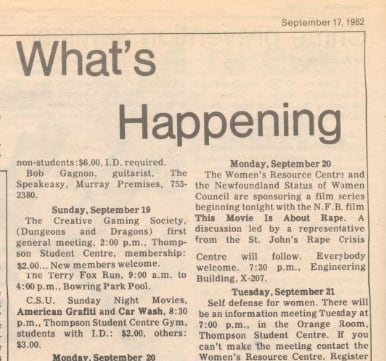 September 17, 1982
What's
Happening
non-students: $6.00, I.D. required.
Bob Gagnon, guitarist, The
Speakeasy, Murray Premises, 753-
2380.
Sunday, September 19
The Creative Gaming Society,
(Dungeons and Dragons) first
general meeting, 2:00 p.m., Thomp-
son Student Centre, membership:
$2.00... New members welcome.
The Terry Fox Run, 9:00 a.m. to
4:00 p.m., Bowring Park Pool.
C.S.U. Sunday Night Movies,
American Grafiti and Car Wash, 8:30
p.m., Thompson Student Centre Gym,
students with I.D.: $2.00, others:
$3.00.
Monday, September 20
Monday, September 20
The Women's Resource Centre and
the Newfoundland Status of Women
Council are sponsoring a film series
beginning tonight with the N.F.B. film
This Movie Is About Rape. A
discussion led by a representative
from the St. John's Rape Crisis
Centre will follow. Everybody
welcome. 7:30 p.m., Engineering
Building, X-207.
Tuesday, September 21
Self defense for women. There will
be an information meeting Tuesday at
7:00 p.m., in the Orange Room,
Thompson Student Centre. If you
can't make the meeting contact the
Women's Resource Centre. Register